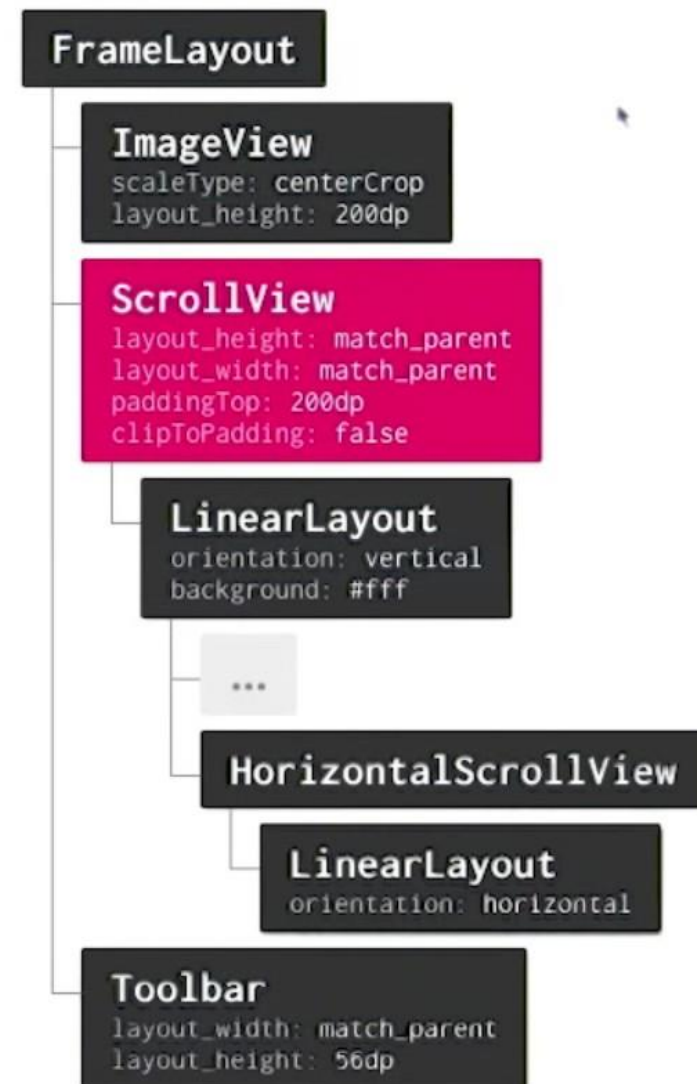 FrameLayout
ImageView
scaleType: centerCrop
layout_height: 200dp
ScrollView
layout_height: match_parent
layout_width: match_parent
paddingTop: 200dp
clipToPadding: false
LinearLayout
orientation: vertical
background: #fff
...
HorizontalScrollView
LinearLayout
orientation: horizontal
Toolbar
layout_width: match_parent
layout_height: 56dp